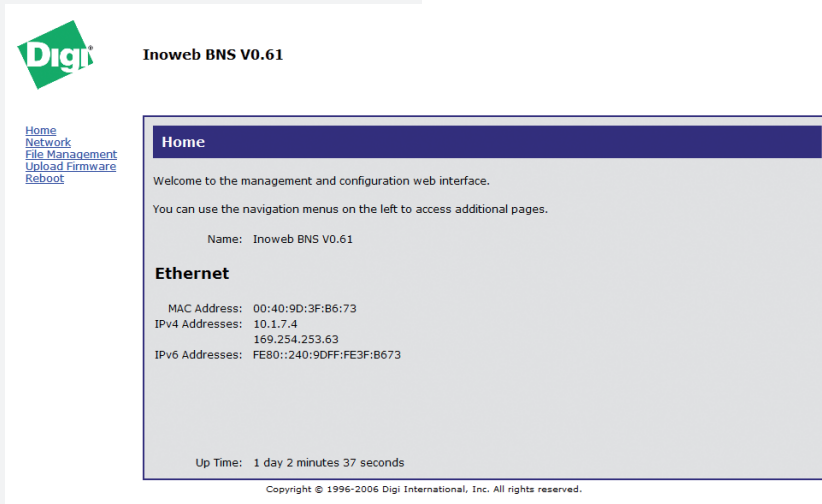 Digi®
Inoweb BNS V0.61
Home
Network
File Management
Upload Firmware
Reboot
Home
Welcome to the management and configuration web interface.
You can use the navigation menus on the left to access additional pages.
Name: Inoweb BNS V0.61
Ethernet
MAC Address: 00:40:9D:3F:B6:73
IPv4 Addresses: 10.1.7.4
169.254.253.63
IPv6 Addresses: FE80::240:9DFF:FE3F:B673
Up Time: 1 day 2 minutes 37 seconds
Copyright © 1996-2006 Digi International, Inc. All rights reserved.